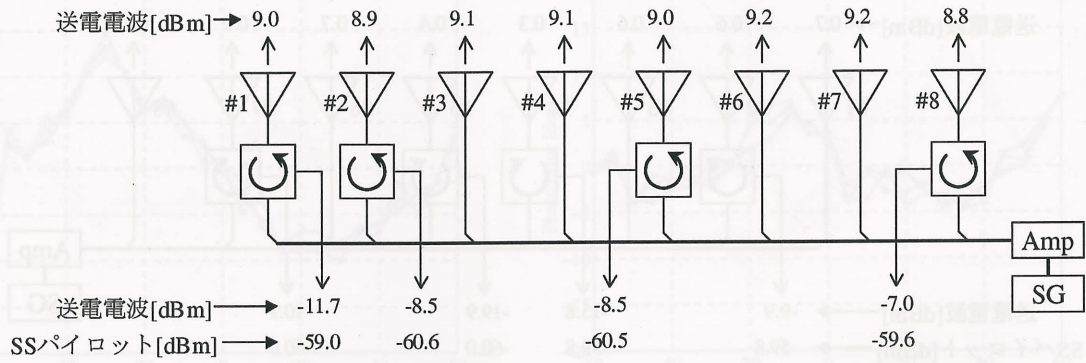 送電電波[dBm] 9.0 8.9 9.1 9.1 9.0 9.2 9.2 8.8
#1 #2 #3 #4 #5 #6 #7 #8
Amp
SG
送電電波[dBm] -11.7 -8.5 -8.5 -7.0
SSパイロット[dBm] -59.0 -60.6 -60.5 -59.6